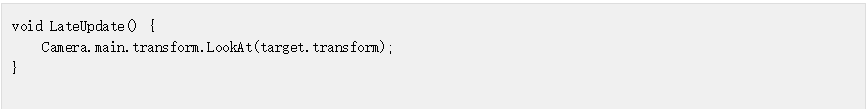 void LateUpdate() {
    Camera.main.transform.LookAt(target.transform);
}